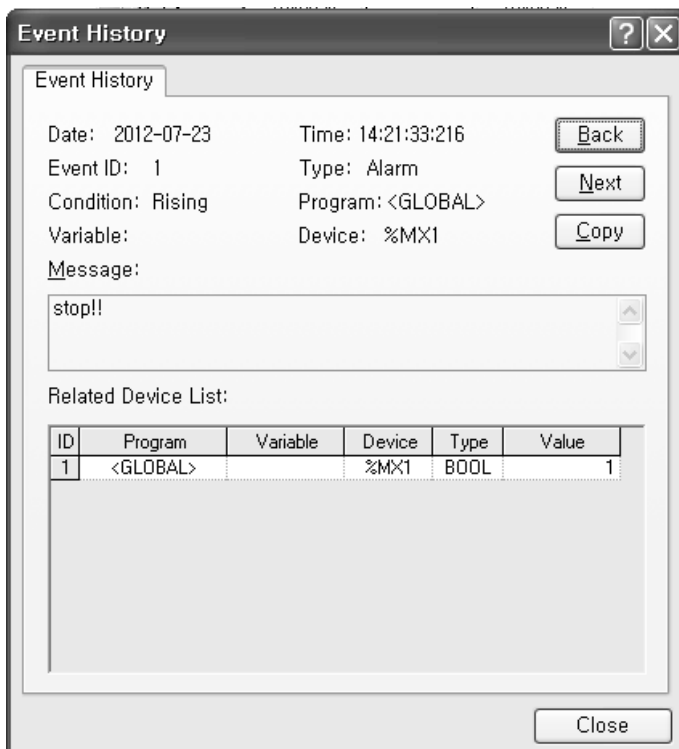 Event History
Event History
Date: 2012-07-23 Time: 14:21:33:216 Back
Event ID: 1 Type: Alarm
Next
Condition: Rising Program: <GLOBAL>
Variable: Device: %MX1 Copy
Message:
stop!!
Related Device List:
ID Program Variable Device Type Value
1 <GLOBAL> %MX1 BOOL 1
Close